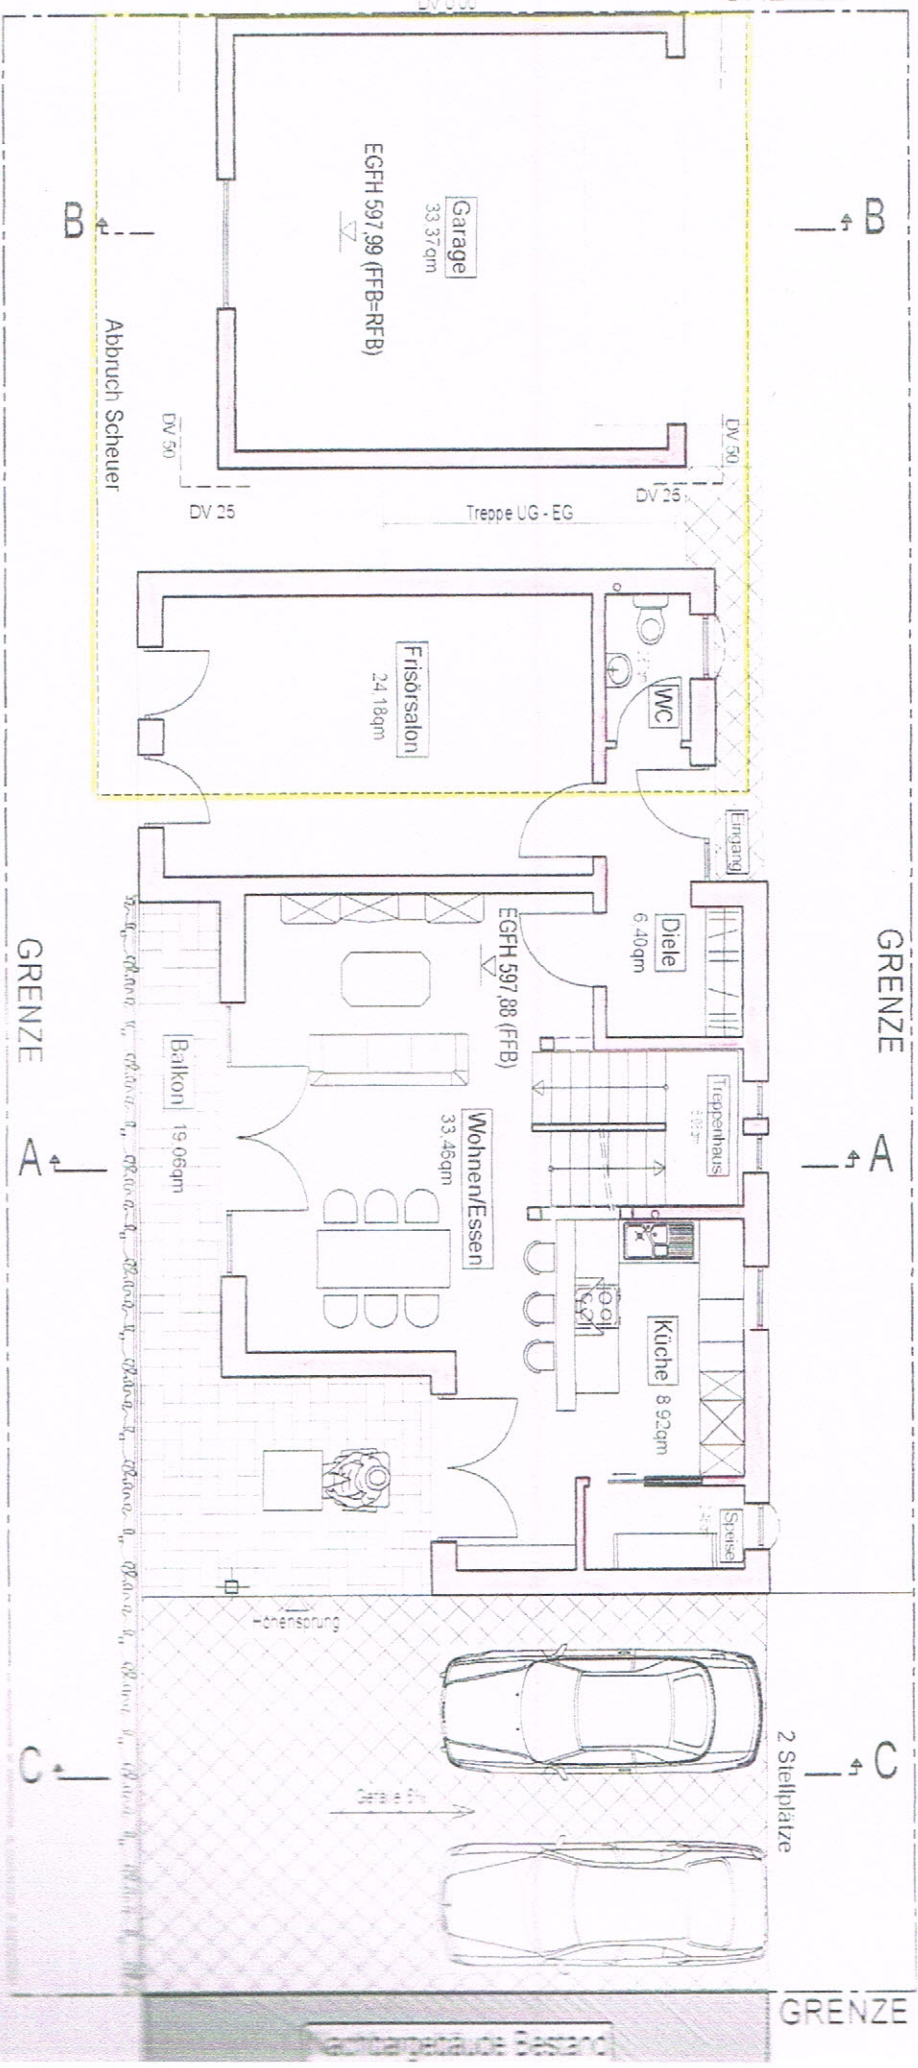 GRENZE
GRENZE
GRENZE
B
B
A
A
C
C
Garage
33.37qm
EGFH 597,99 (FFB=RFB)
Abbruch Scheuer
DV 50
DV 50
DV 25
DV 25
Treppe UG - EG
Frisörsalon
24.18qm
WC
Eingang
Diele
6.40qm
EGFH 597,88 (FFB)
Treppenhaus
Wohnen/Essen
33.46qm
Balkon 19.06qm
Küche 8.92qm
Speise
Höhensprung
2 Stellplätze
Nachbargebäude Bestand